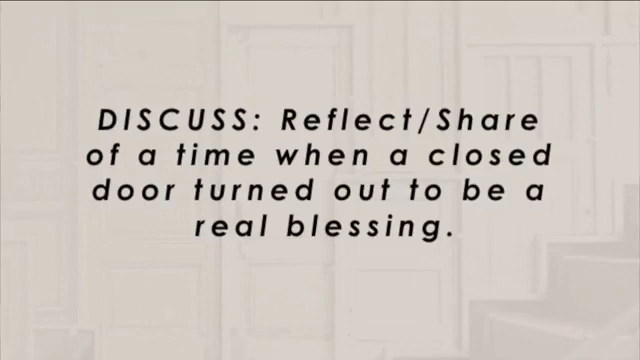 DISCUSS: Reflect/Share
of a time when a closed
door turned out to be a
real blessing.